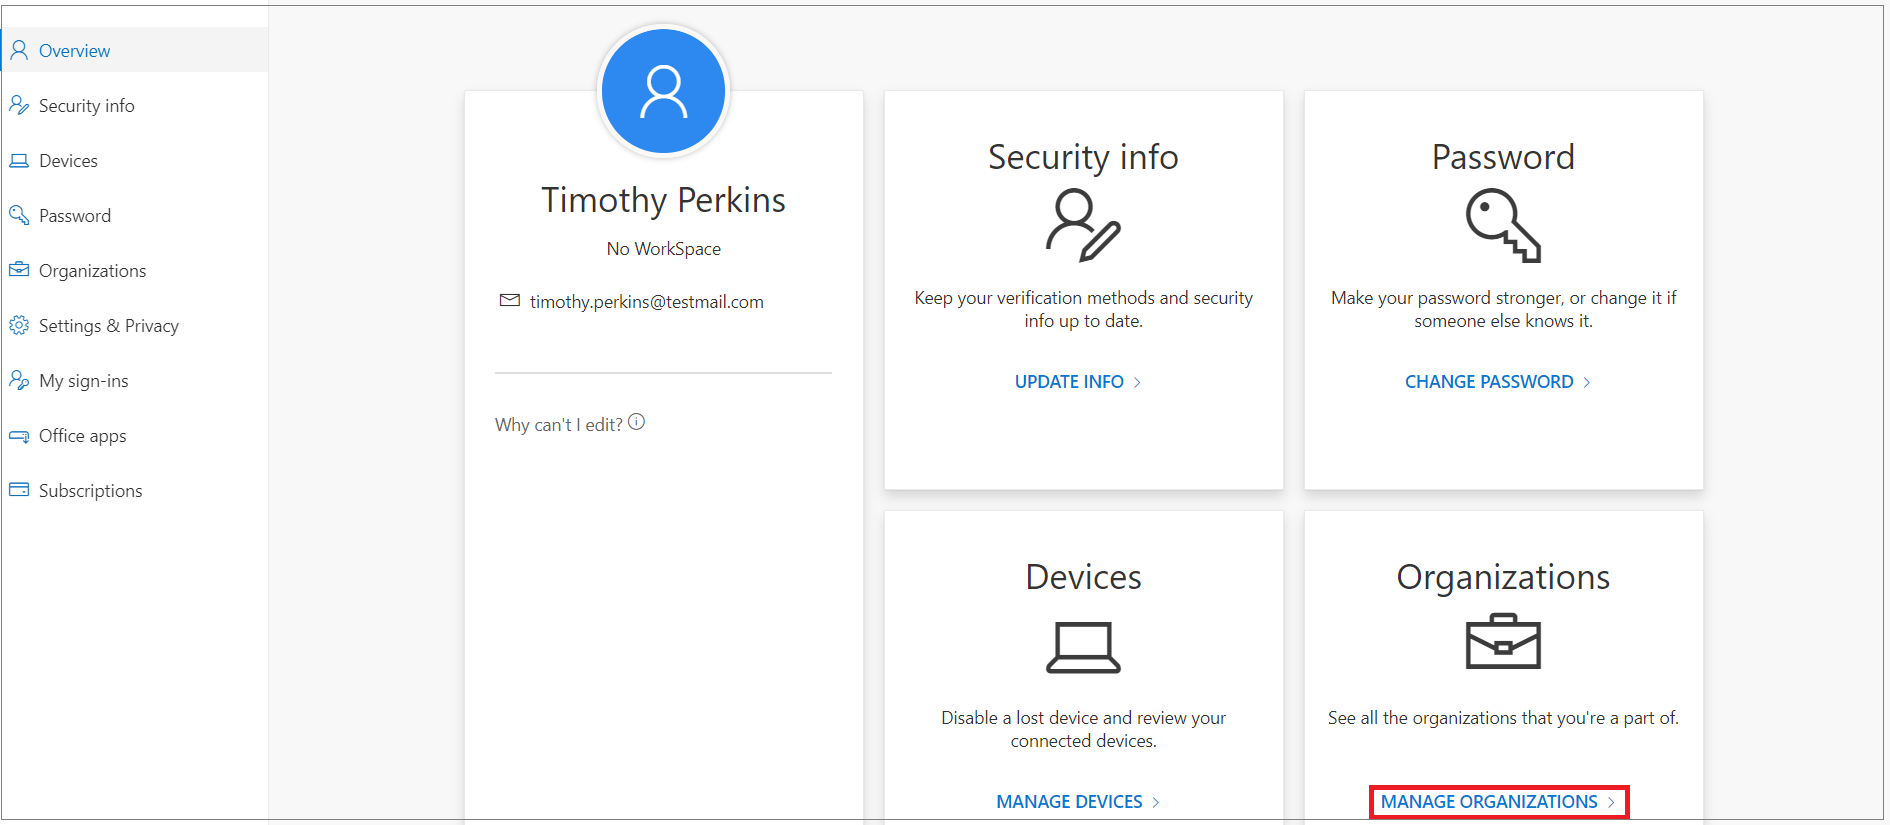 Overview
Security info
Devices
Password
Organizations
Settings & Privacy
My sign-ins
Office apps
Subscriptions
Timothy Perkins
No WorkSpace
timothy.perkins@testmail.com
Why can't I edit?
Security info
Keep your verification methods and security
info up to date.
UPDATE INFO
Password
Make your password stronger, or change it if
someone else knows it.
CHANGE PASSWORD
Devices
Disable a lost device and review your
connected devices.
MANAGE DEVICES
Organizations
See all the organizations that you're a part of.
MANAGE ORGANIZATIONS